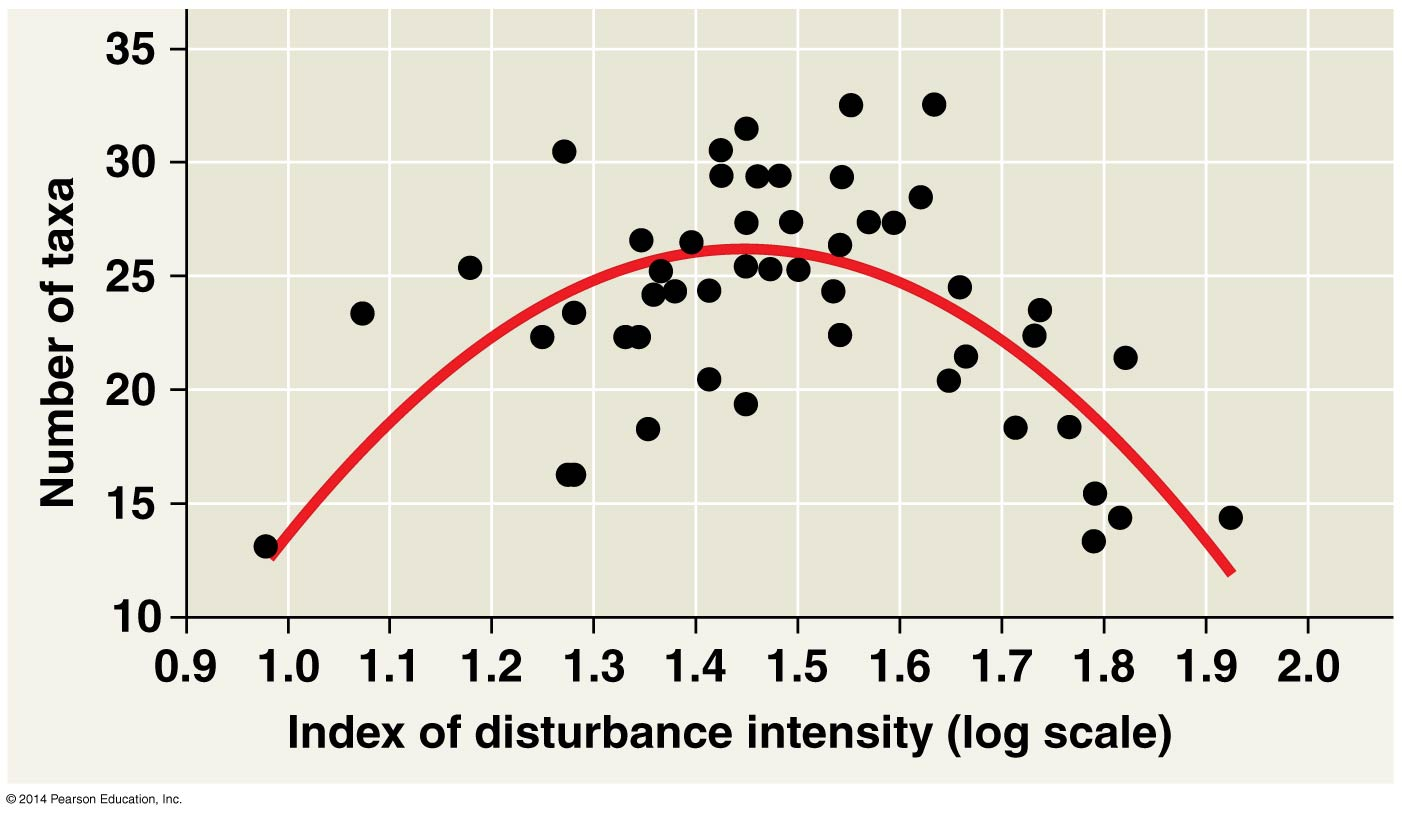 35
30
25
20
15
10
Number of taxa
0.9 1.0 1.1 1.2 1.3 1.4 1.5 1.6 1.7 1.8 1.9 2.0
Index of disturbance intensity (log scale)
© 2014 Pearson Education, Inc.